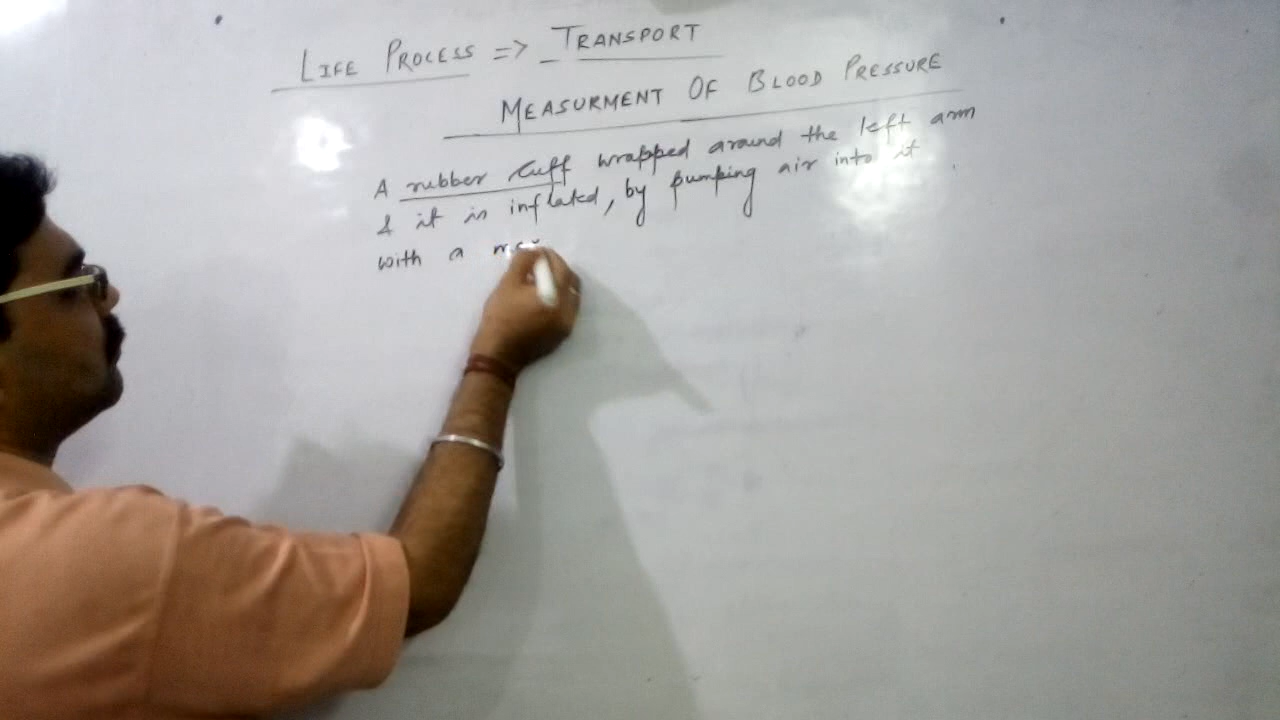 LIFE PROCESS => TRANSPORT
MEASURMENT OF BLOOD PRESSURE
A rubber cuff wrapped around the left arm
& it is inflated, by pumping air into it
with a